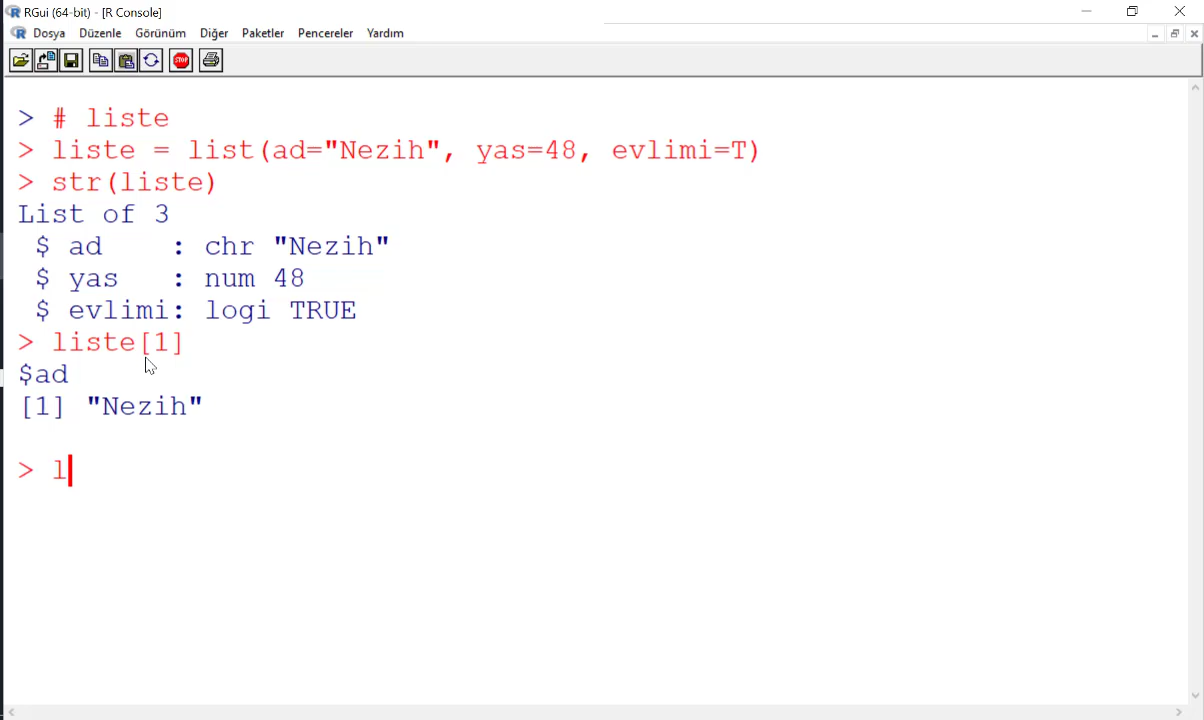 RGui (64-bit) - [R Console]
Dosya Düzenle Görünüm Diğer Paketler Pencereler Yardım
STOP
> # liste
> liste = list(ad="Nezih", yas=48, evlimi=T)
> str(liste)
List of 3
 $ ad    : chr "Nezih"
 $ yas   : num 48
 $ evlimi: logi TRUE
> liste[1]
$ad
[1] "Nezih"
> l